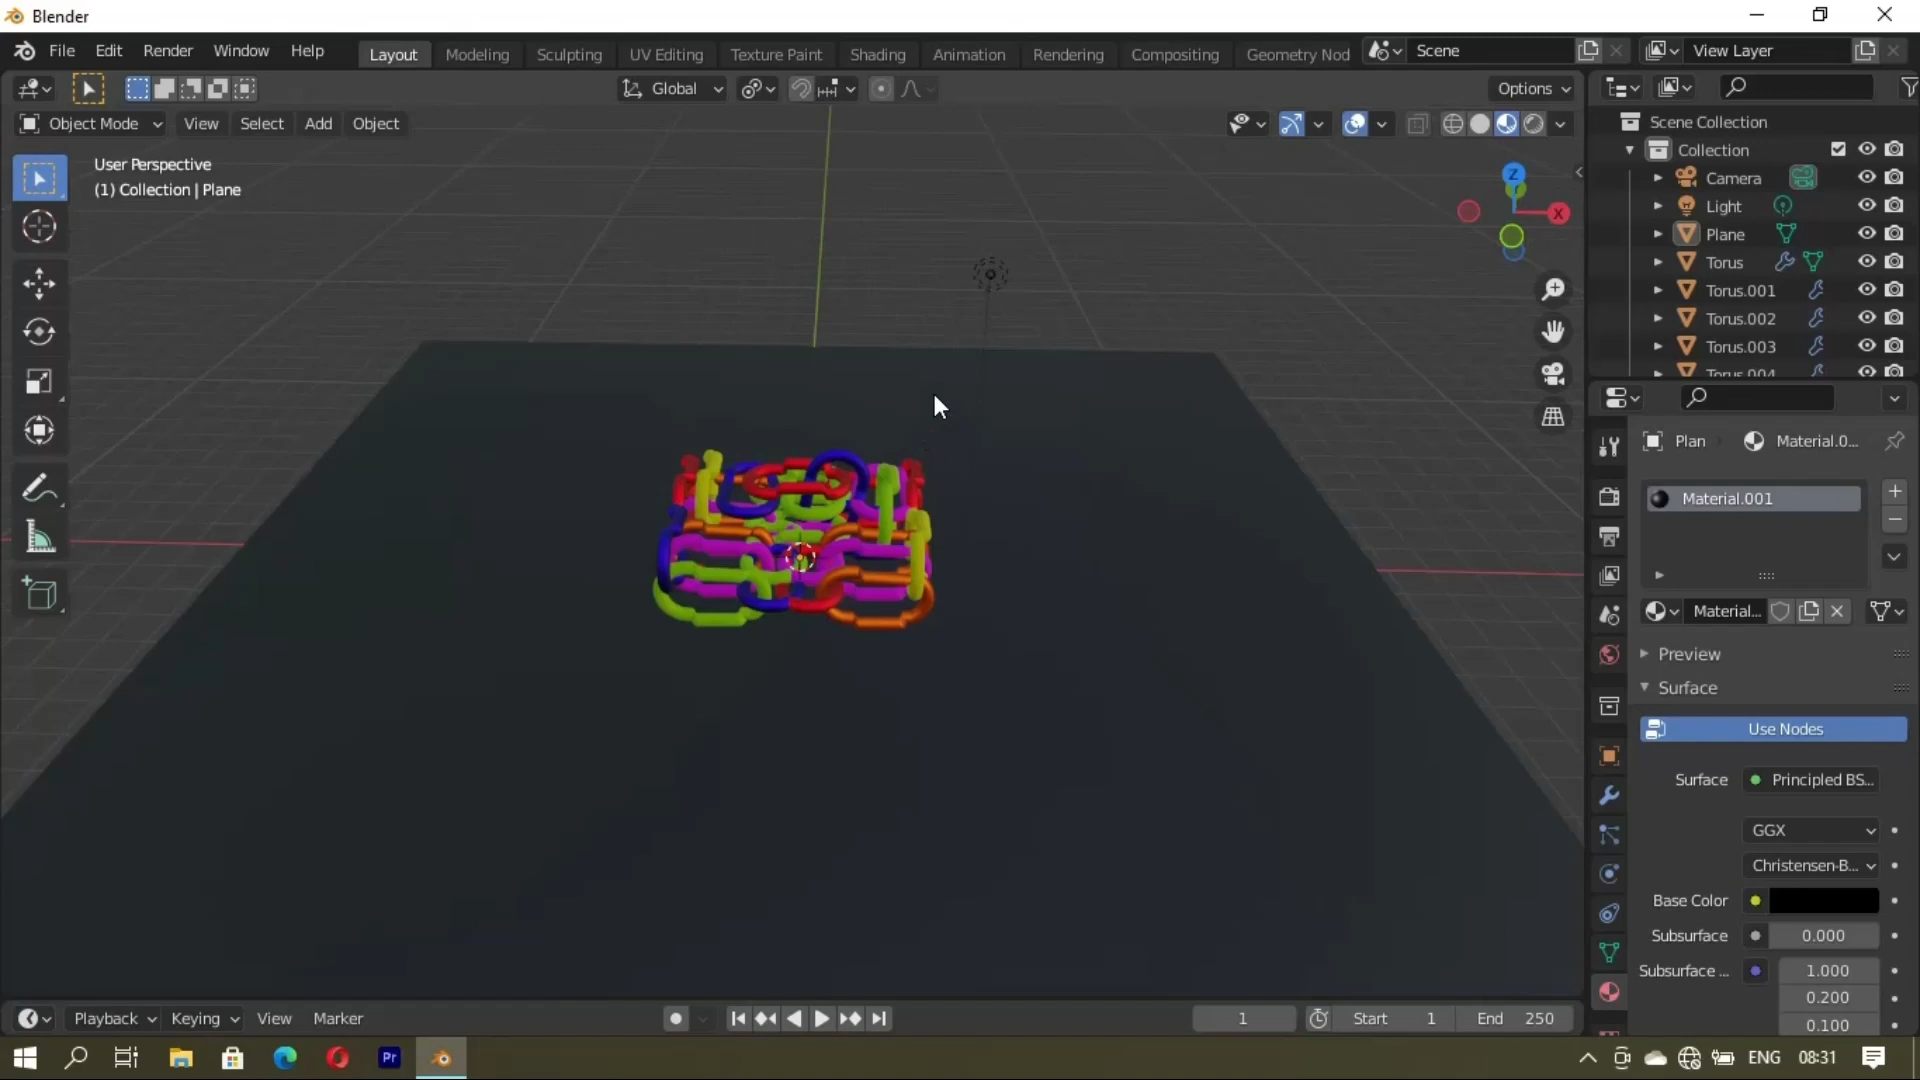 Blender
File Edit Render Window Help Layout Modeling Sculpting UV Editing Texture Paint Shading Animation Rendering Compositing Geometry Nod Scene View Layer
Global Options
Object Mode View Select Add Object
User Perspective
(1) Collection | Plane
Z
X
Scene Collection
Collection
Camera
Light
Plane
Torus
Torus.001
Torus.002
Torus.003
Torus.004
Plan Material.0...
Material.001
Material...
Preview
Surface
Use Nodes
Surface Principled BS...
GGX
Christensen-B...
Base Color
Subsurface 0.000
Subsurface ... 1.000
0.200
0.100
Playback Keying View Marker 1 Start 1 End 250
Pr ENG 08:31